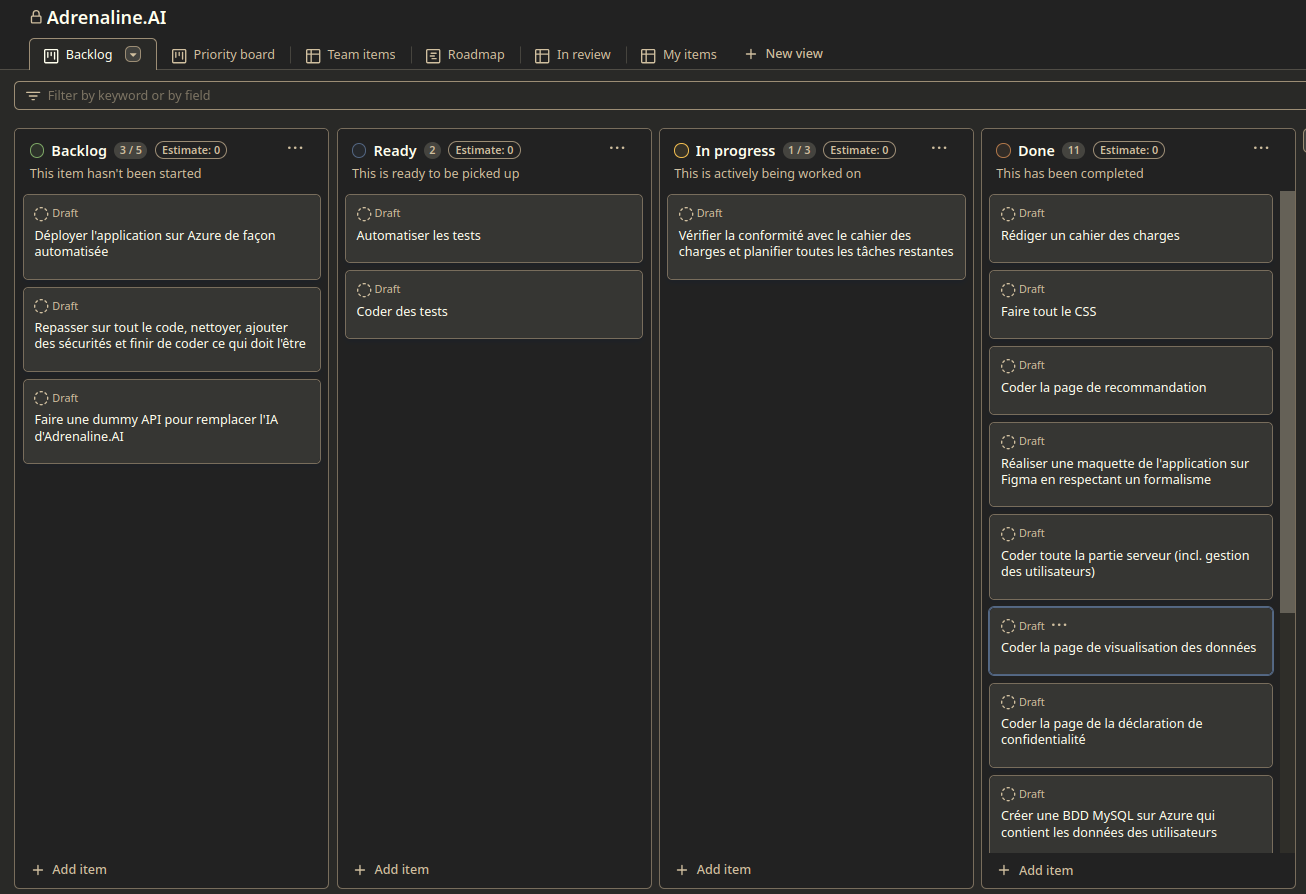 Adrenaline.AI
Backlog
Priority board
Team items
Roadmap
In review
My items
New view
Filter by keyword or by field
Backlog 3 / 5 Estimate: 0
This item hasn't been started
Draft
Déployer l'application sur Azure de façon
automatisée
Draft
Repasser sur tout le code, nettoyer, ajouter
des sécurités et finir de coder ce qui doit l'être
Draft
Faire une dummy API pour remplacer l'IA
d'Adrenaline.AI
Add item
Ready 2 Estimate: 0
This is ready to be picked up
Draft
Automatiser les tests
Draft
Coder des tests
Add item
In progress 1 / 3 Estimate: 0
This is actively being worked on
Draft
Vérifier la conformité avec le cahier des
charges et planifier toutes les tâches restantes
Add item
Done 11 Estimate: 0
This has been completed
Draft
Rédiger un cahier des charges
Draft
Faire tout le CSS
Draft
Coder la page de recommandation
Draft
Réaliser une maquette de l'application sur
Figma en respectant un formalisme
Draft
Coder toute la partie serveur (incl. gestion
des utilisateurs)
Draft
Coder la page de visualisation des données
Draft
Coder la page de la déclaration de
confidentialité
Draft
Créer une BDD MySQL sur Azure qui
contient les données des utilisateurs
Add item